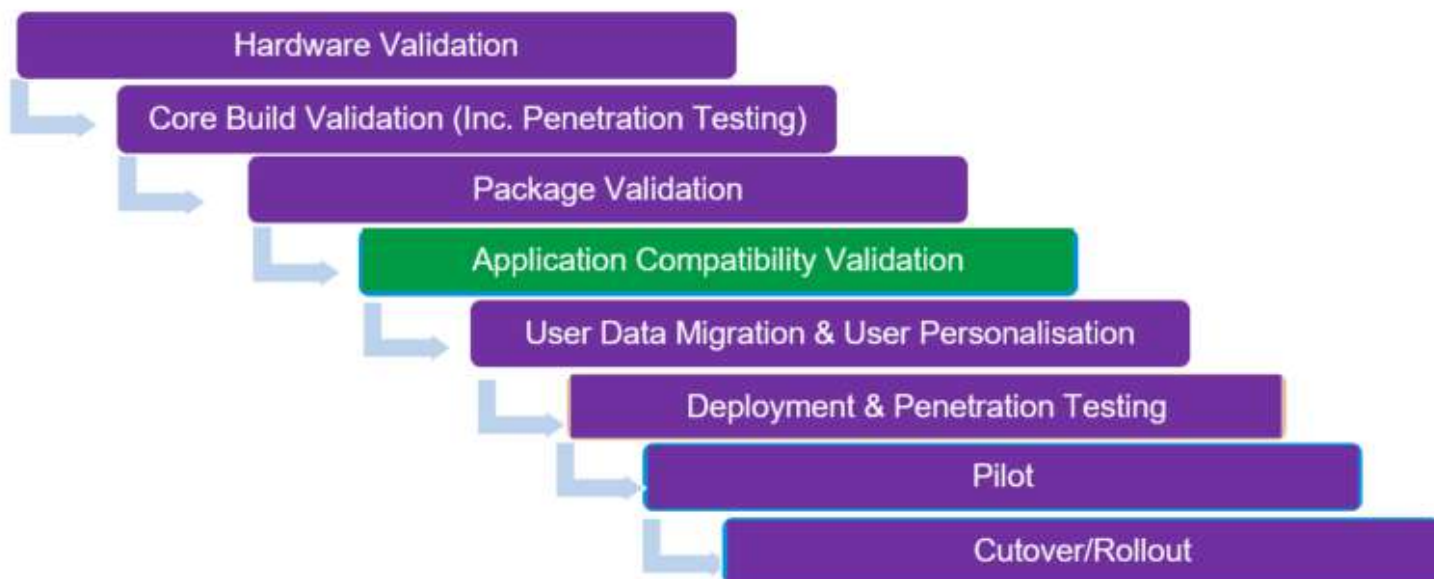 Hardware Validation
Core Build Validation (Inc. Penetration Testing)
Package Validation
Application Compatibility Validation
User Data Migration & User Personalisation
Deployment & Penetration Testing
Pilot
Cutover/Rollout